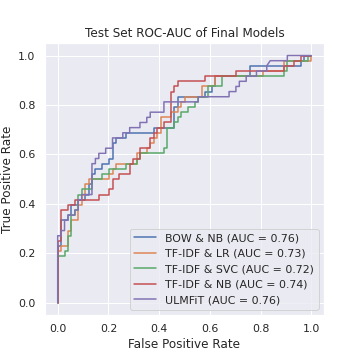 Test Set ROC-AUC of Final Models
1.0
0.8
0.6
0.4
0.2
0.0
True Positive Rate
BOW & NB (AUC = 0.76)
TF-IDF & LR (AUC = 0.73)
TF-IDF & SVC (AUC = 0.72)
TF-IDF & NB (AUC = 0.74)
ULMFiT (AUC = 0.76)
0.0 0.2 0.4 0.6 0.8 1.0
False Positive Rate